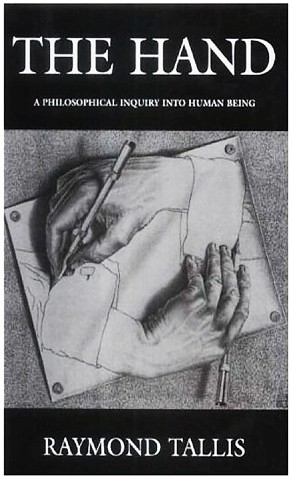 THE HAND
A PHILOSOPHICAL INQUIRY INTO HUMAN BEING
RAYMOND TALLIS